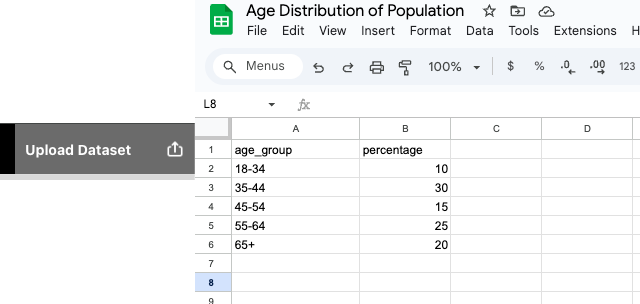 Age Distribution of Population
File Edit View Insert Format Data Tools Extensions H
Menus 100% $ % .0 .00 123
L8 fx
Upload Dataset
A B C D
1 age_group percentage
2 18-34 10
3 35-44 30
4 45-54 15
5 55-64 25
6 65+ 20
7
8
9